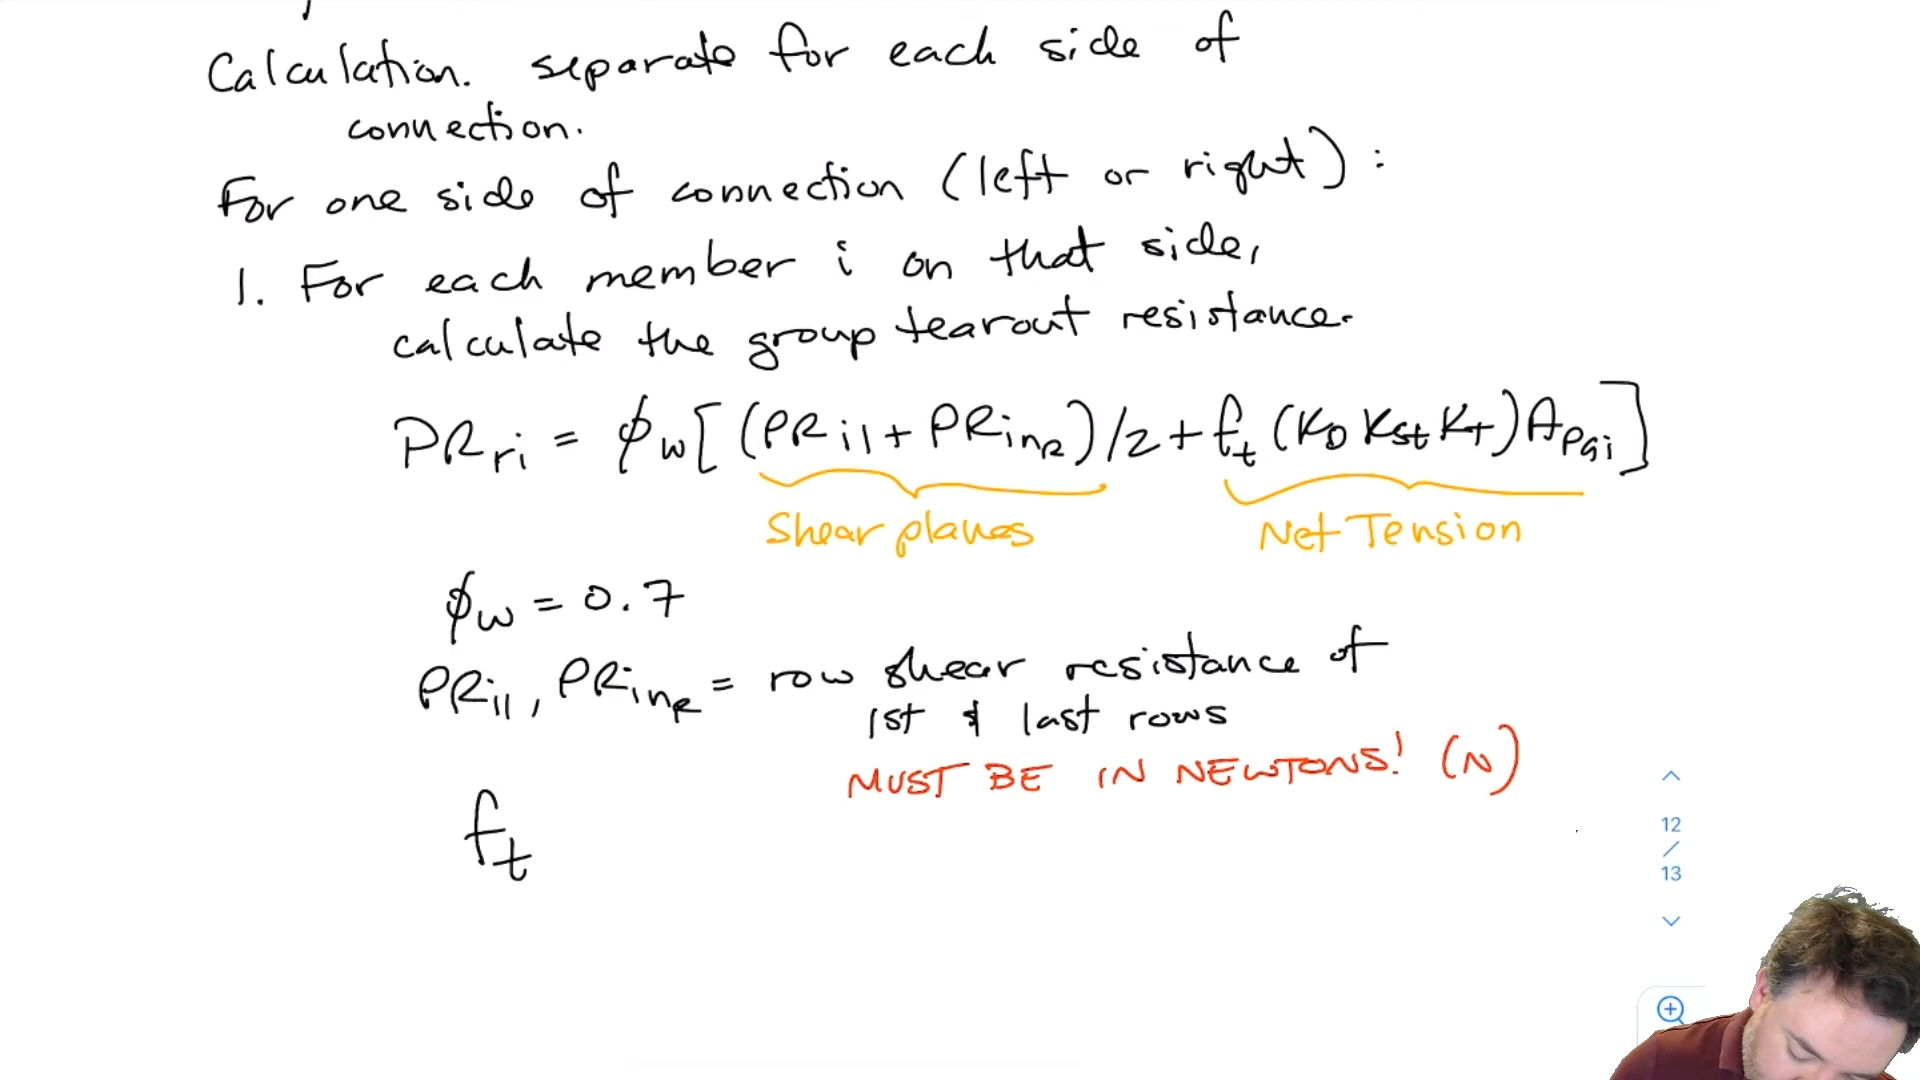 Calculation. separate for each side of
connection.
For one side of connection (left or right):
1. For each member i on that side,
calculate the group tearout resistance.
PRri = ϕw[(PRi1 + PRinR)/2 + ft (KD KSt KT) APGi]
Shear planes
Net Tension
ϕw = 0.7
PRi1, PRinR = row shear resistance of
1st & last rows
MUST BE IN NEWTONS! (N)
ft
12
/
13